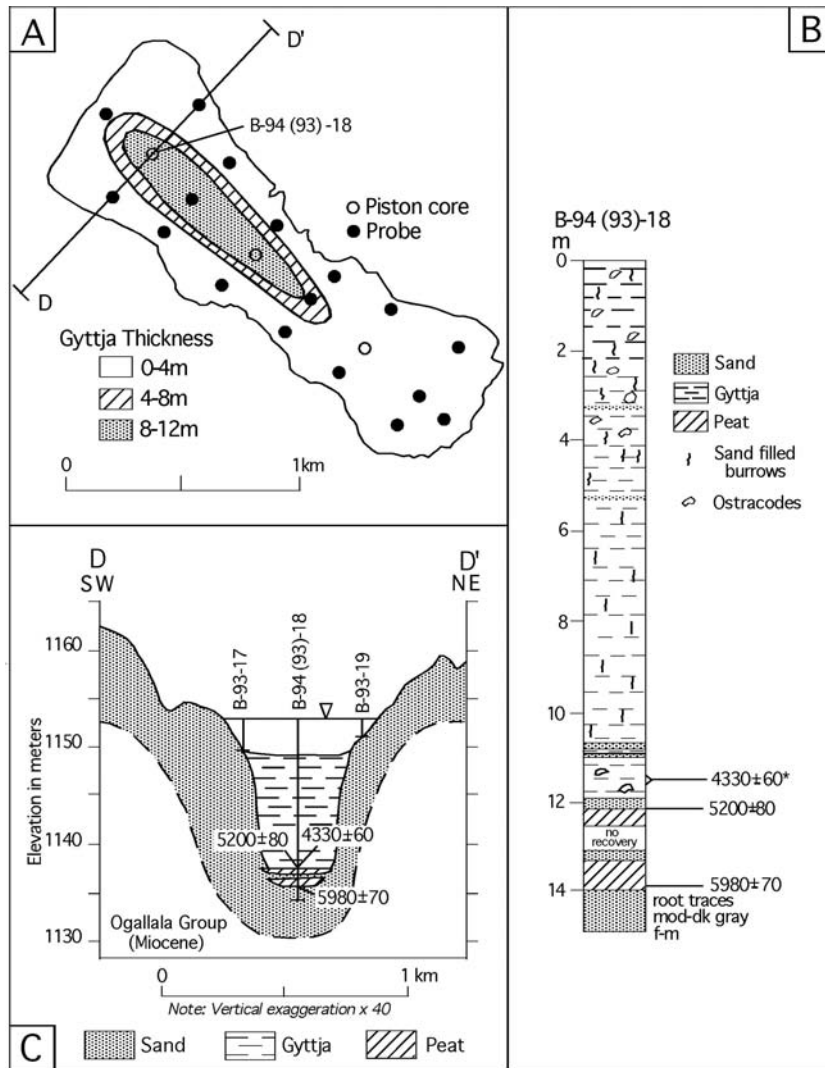 A
D'
B-94 (93) -18
Piston core
Probe
D
Gyttja Thickness
0-4m
4-8m
8-12m
0
1km
B
B-94 (93)-18
m
0
2
4
6
8
10
12
14
Sand
Gyttja
Peat
Sand filled
burrows
Ostracodes
no
recovery
4330±60*
5200±80
5980±70
root traces
mod-dk gray
f-m
D
SW
D'
NE
1160
1150
1140
1130
Elevation in meters
B-93-17
B-94 (93)-18
B-93-19
5200±80
4330±60
5980±70
Ogallala Group
(Miocene)
0
1 km
Note: Vertical exaggeration x 40
C
Sand
Gyttja
Peat